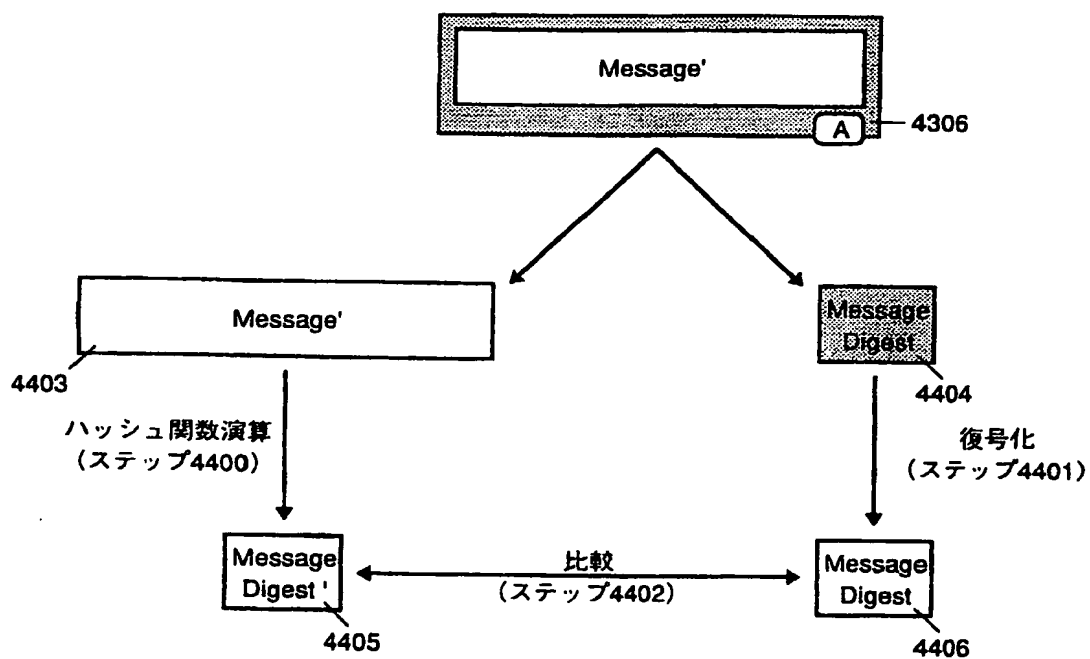 Message'
A
4306
Message'
Message
Digest
4403
4404
ハッシュ関数演算
(ステップ4400)
復号化
(ステップ4401)
Message
Digest '
比較
(ステップ4402)
Message
Digest
4405
4406